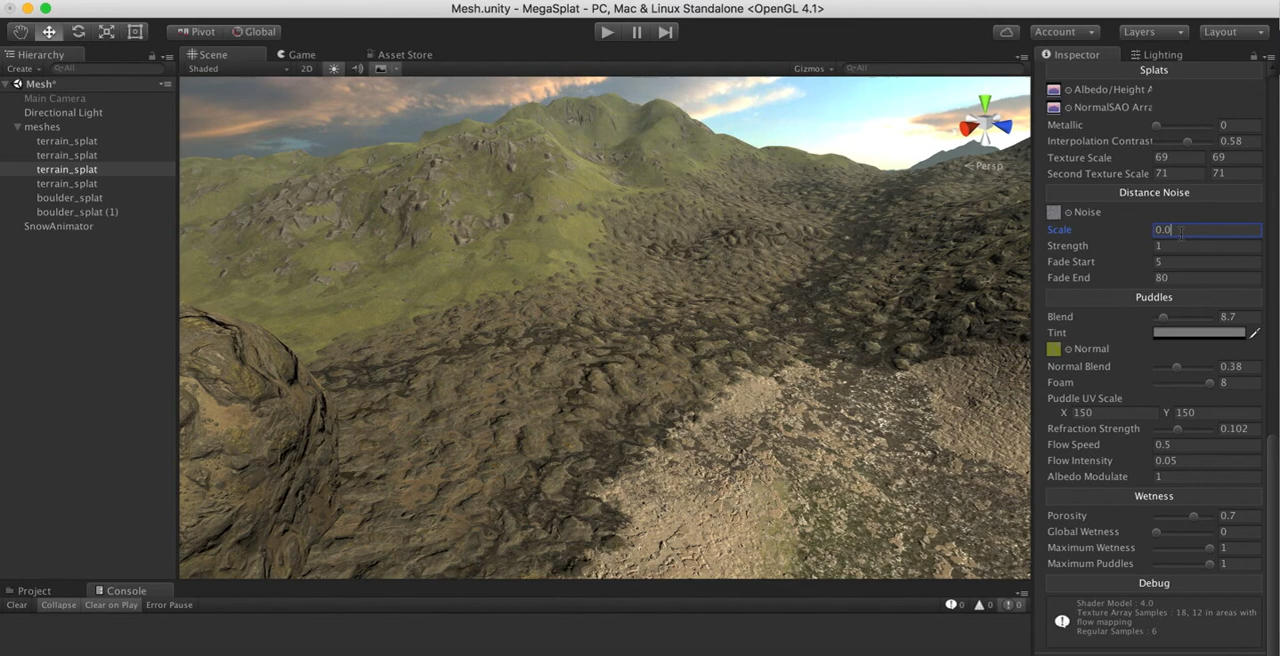 Mesh.unity - MegaSplat - PC, Mac & Linux Standalone <OpenGL 4.1>
Pivot Global Account Layers Layout
Hierarchy Scene Game Asset Store Inspector Lighting
Create All Shaded 2D Gizmos All
Mesh*
Main Camera
Directional Light
meshes
terrain_splat
terrain_splat
terrain_splat
terrain_splat
boulder_splat
boulder_splat (1)
SnowAnimator
Persp
Splats
Albedo/Height A
NormalSAO Arra
Metallic 0
Interpolation Contrast 0.58
Texture Scale 69 69
Second Texture Scale 71 71
Distance Noise
Noise
Scale 0.0
Strength 1
Fade Start 5
Fade End 80
Puddles
Blend 8.7
Tint
Normal
Normal Blend 0.38
Foam 8
Puddle UV Scale
X 150 Y 150
Refraction Strength 0.102
Flow Speed 0.5
Flow Intensity 0.05
Albedo Modulate 1
Wetness
Porosity 0.7
Global Wetness 0
Maximum Wetness 1
Maximum Puddles 1
Debug
Shader Model : 4.0
Texture Array Samples : 18, 12 in areas with
flow mapping
Regular Samples : 6
Project Console
Clear Collapse Clear on Play Error Pause 0 0 0